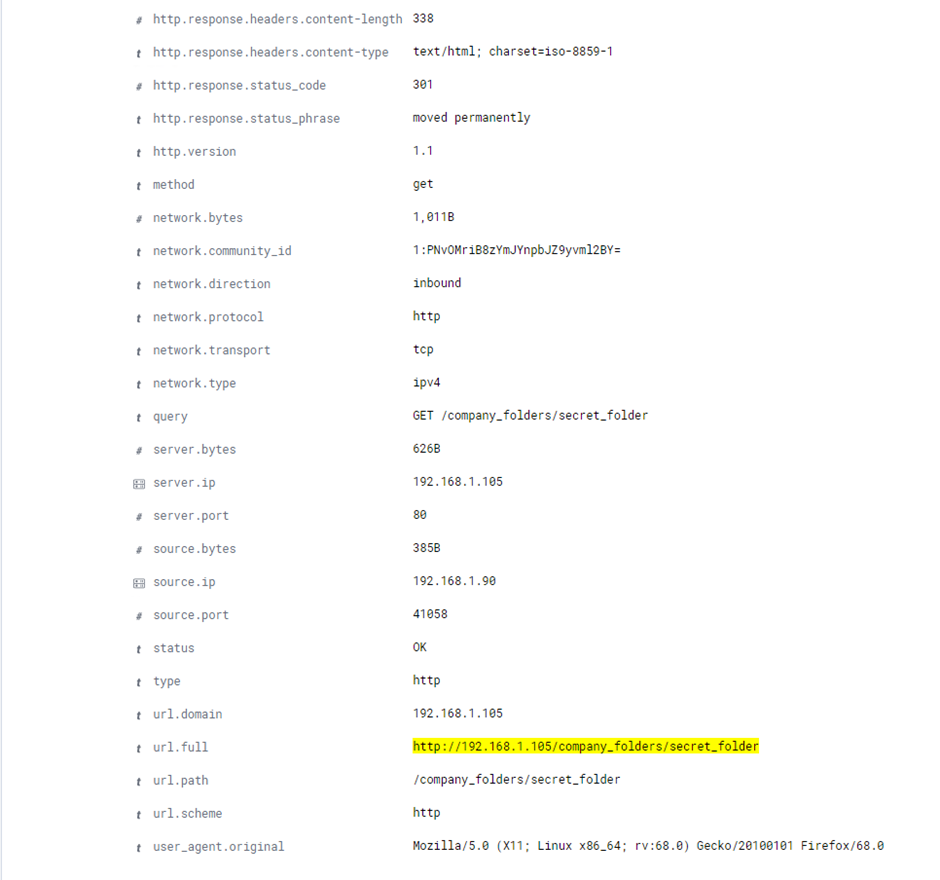 # http.response.headers.content-length 338
t http.response.headers.content-type text/html; charset=iso-8859-1
# http.response.status_code 301
t http.response.status_phrase moved permanently
t http.version 1.1
t method get
# network.bytes 1,011B
t network.community_id 1:PNvOMriB8zYmJYnpbJZ9yvml2BY=
t network.direction inbound
t network.protocol http
t network.transport tcp
t network.type ipv4
t query GET /company_folders/secret_folder
# server.bytes 626B
server.ip 192.168.1.105
# server.port 80
# source.bytes 385B
source.ip 192.168.1.90
# source.port 41058
t status OK
t type http
t url.domain 192.168.1.105
t url.full http://192.168.1.105/company_folders/secret_folder
t url.path /company_folders/secret_folder
t url.scheme http
t user_agent.original Mozilla/5.0 (X11; Linux x86_64; rv:68.0) Gecko/20100101 Firefox/68.0